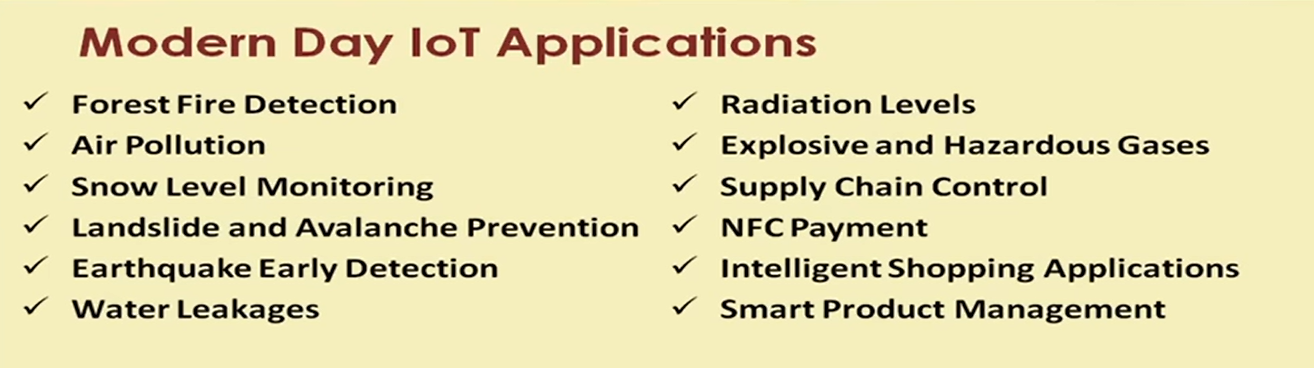 Modern Day IoT Applications
✓ Forest Fire Detection
✓ Air Pollution
✓ Snow Level Monitoring
✓ Landslide and Avalanche Prevention
✓ Earthquake Early Detection
✓ Water Leakages
✓ Radiation Levels
✓ Explosive and Hazardous Gases
✓ Supply Chain Control
✓ NFC Payment
✓ Intelligent Shopping Applications
✓ Smart Product Management